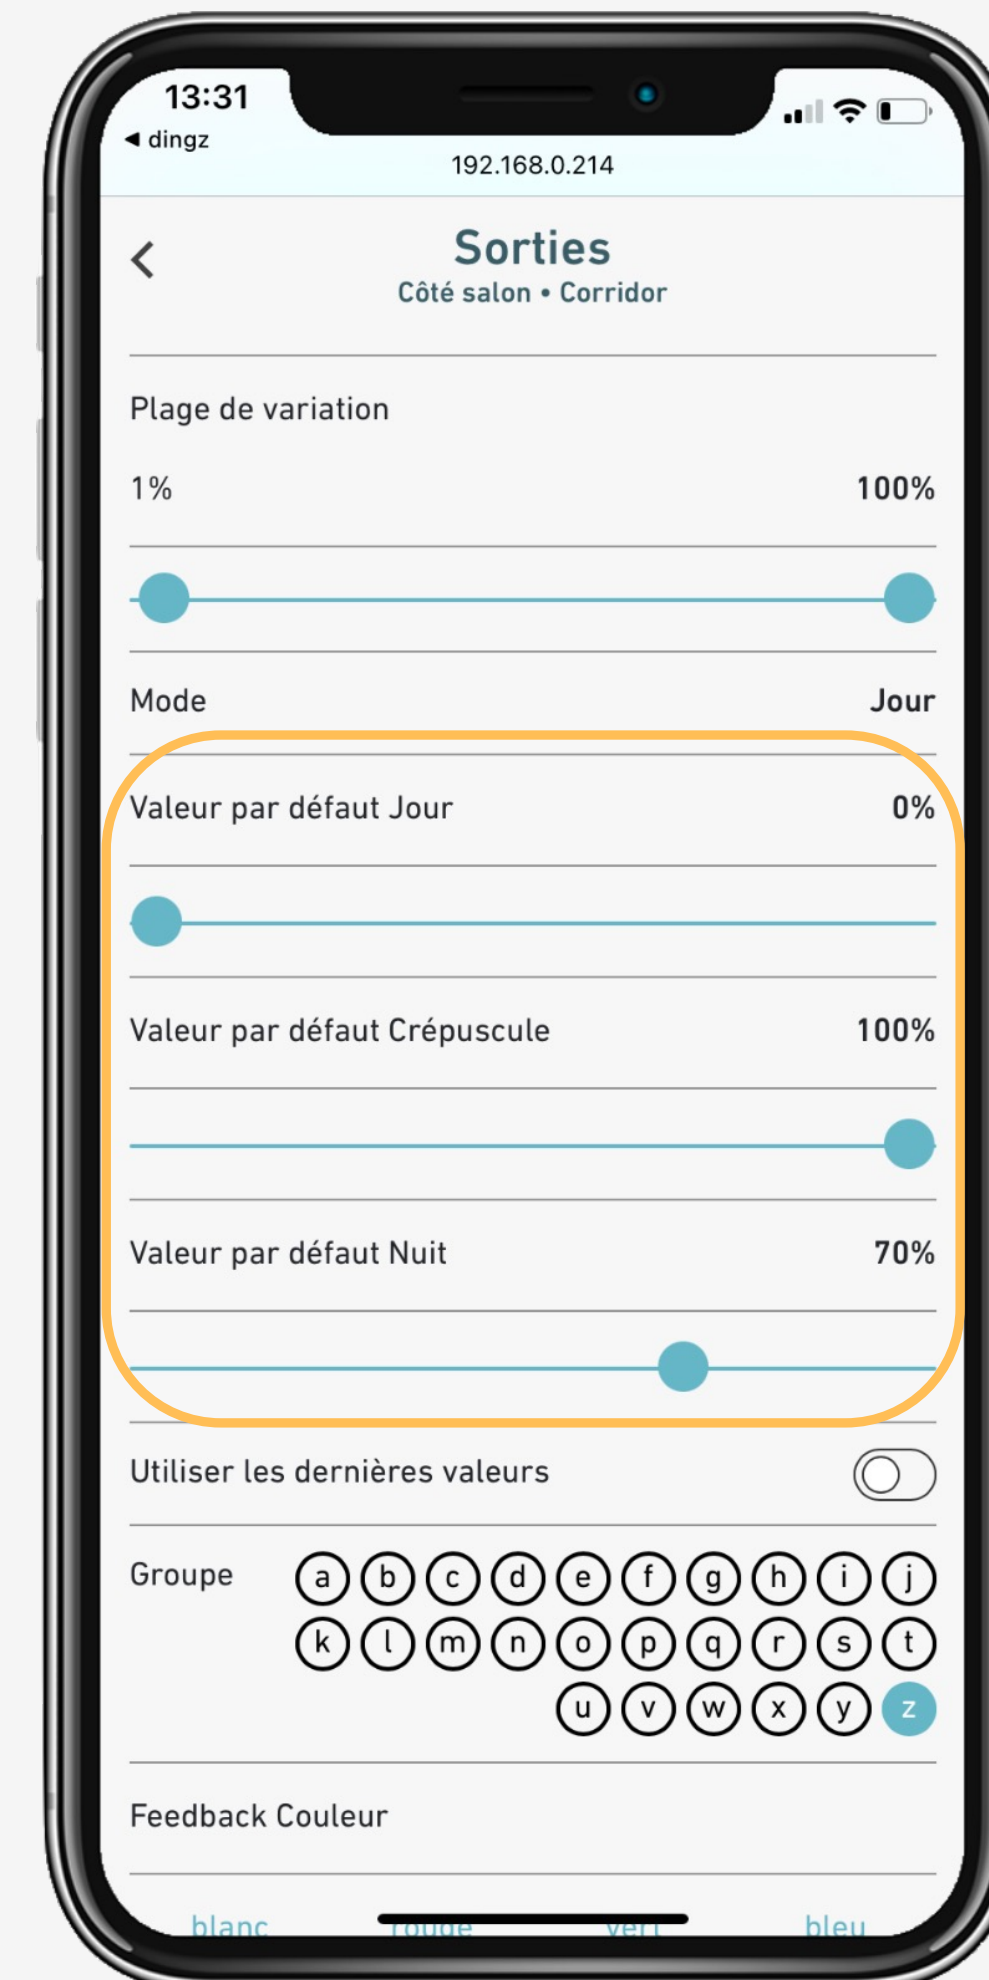 13:31
◀ dingz
192.168.0.214
Sorties
Côté salon • Corridor
Plage de variation
1% 100%
Mode Jour
Valeur par défaut Jour 0%
Valeur par défaut Crépuscule 100%
Valeur par défaut Nuit 70%
Utiliser les dernières valeurs
Groupe a b c d e f g h i j
k l m n o p q r s t
u v w x y z
Feedback Couleur
blanc rouge vert bleu